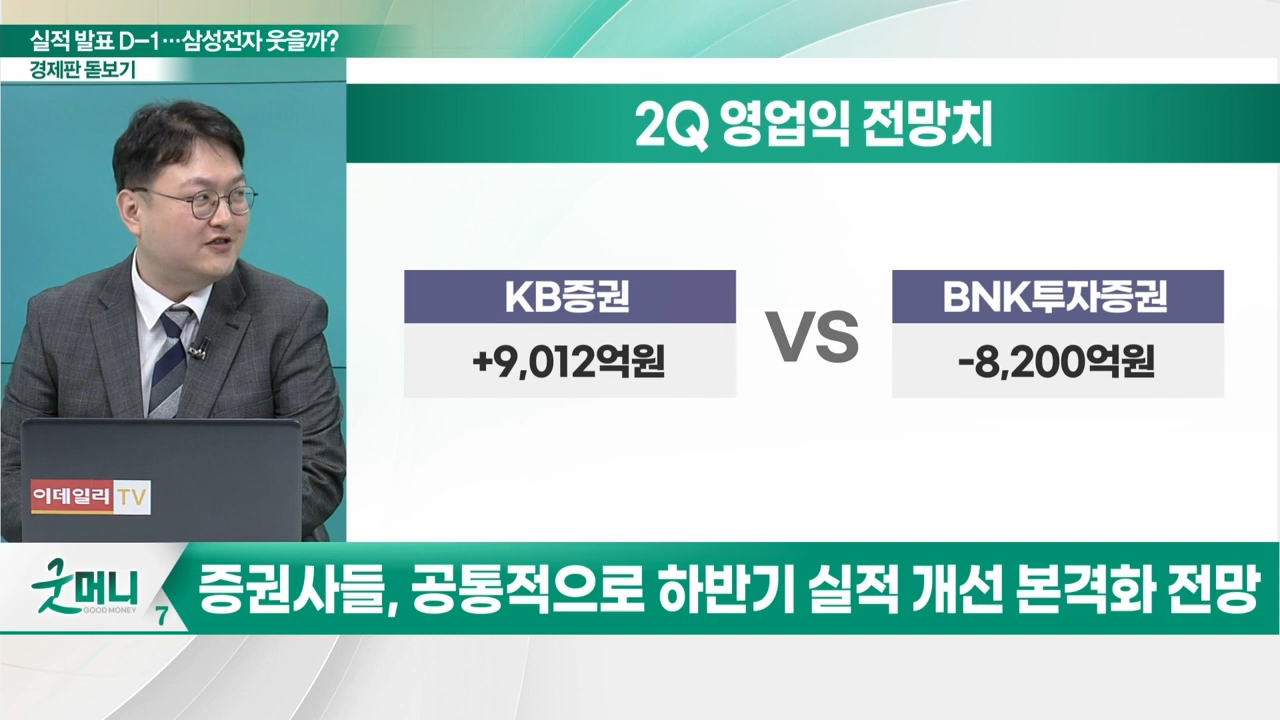 실적 발표 D-1…삼성전자 웃을까?
경제판 돋보기
2Q 영업익 전망치
KB증권
+9,012억원
VS
BNK투자증권
-8,200억원
이데일리 TV
굿머니
GOOD MONEY
7
증권사들, 공통적으로 하반기 실적 개선 본격화 전망